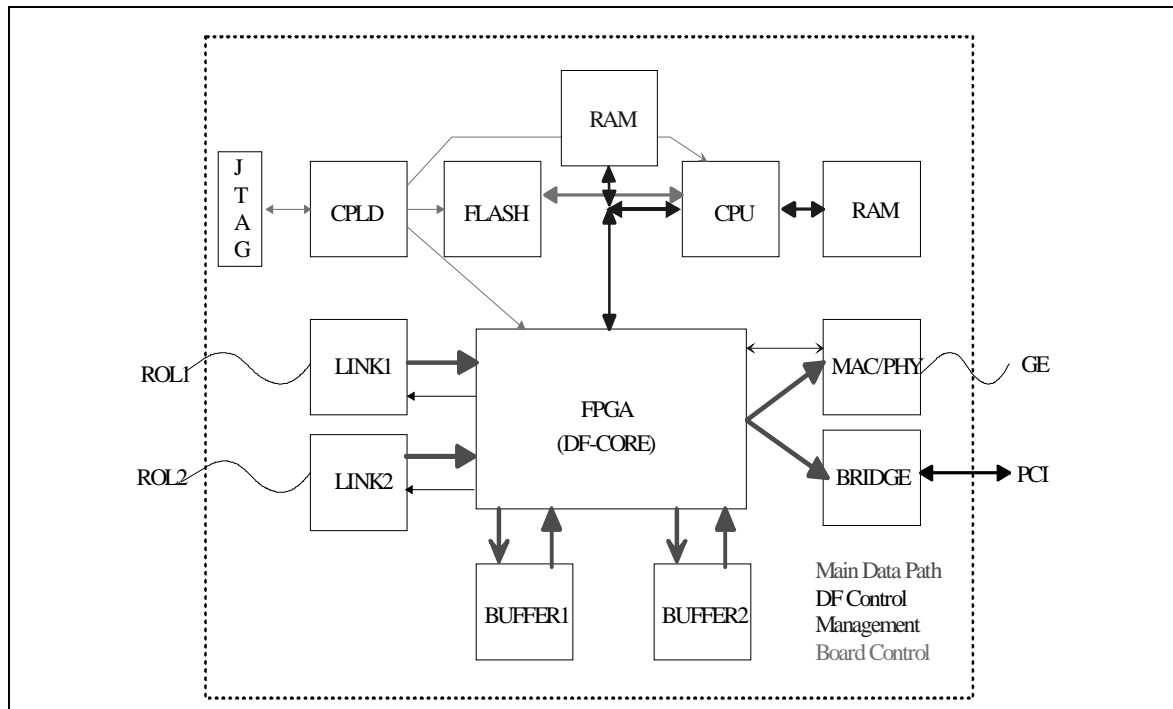 RAM
J
T
A
G
CPLD
FLASH
CPU
RAM
ROL1
LINK1
MAC/PHY
GE
FPGA
(DF-CORE)
ROL2
LINK2
BRIDGE
PCI
BUFFER1
BUFFER2
Main Data Path
DF Control
Management
Board Control